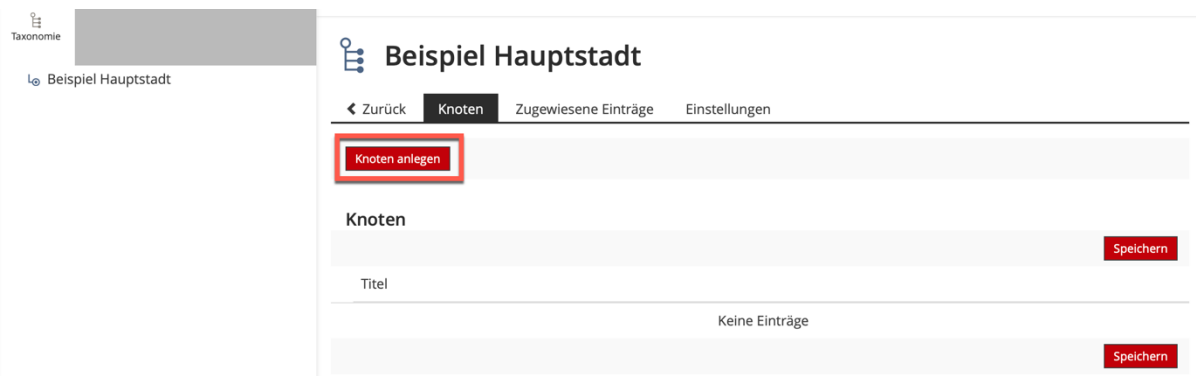 Taxonomie
Beispiel Hauptstadt
Beispiel Hauptstadt
Zurück Knoten Zugewiesene Einträge Einstellungen
Knoten anlegen
Knoten
Speichern
Titel
Keine Einträge
Speichern